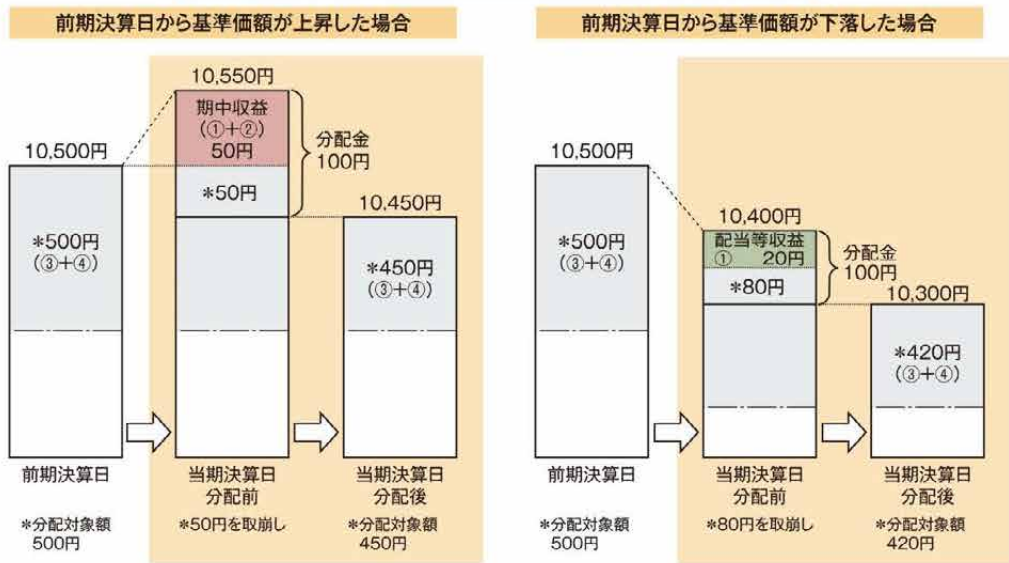 前期決算日から基準価額が上昇した場合
10,550円
期中収益
(①+②)
50円
分配金
100円
10,500円
*50円
10,450円
*500円
(③+④)
*450円
(③+④)
前期決算日
当期決算日
分配前
当期決算日
分配後
*分配対象額
500円
*50円を取崩し
*分配対象額
450円
前期決算日から基準価額が下落した場合
10,500円
10,400円
配当等収益
① 20円
分配金
100円
*500円
(③+④)
*80円
10,300円
*420円
(③+④)
前期決算日
当期決算日
分配前
当期決算日
分配後
*分配対象額
500円
*80円を取崩し
*分配対象額
420円